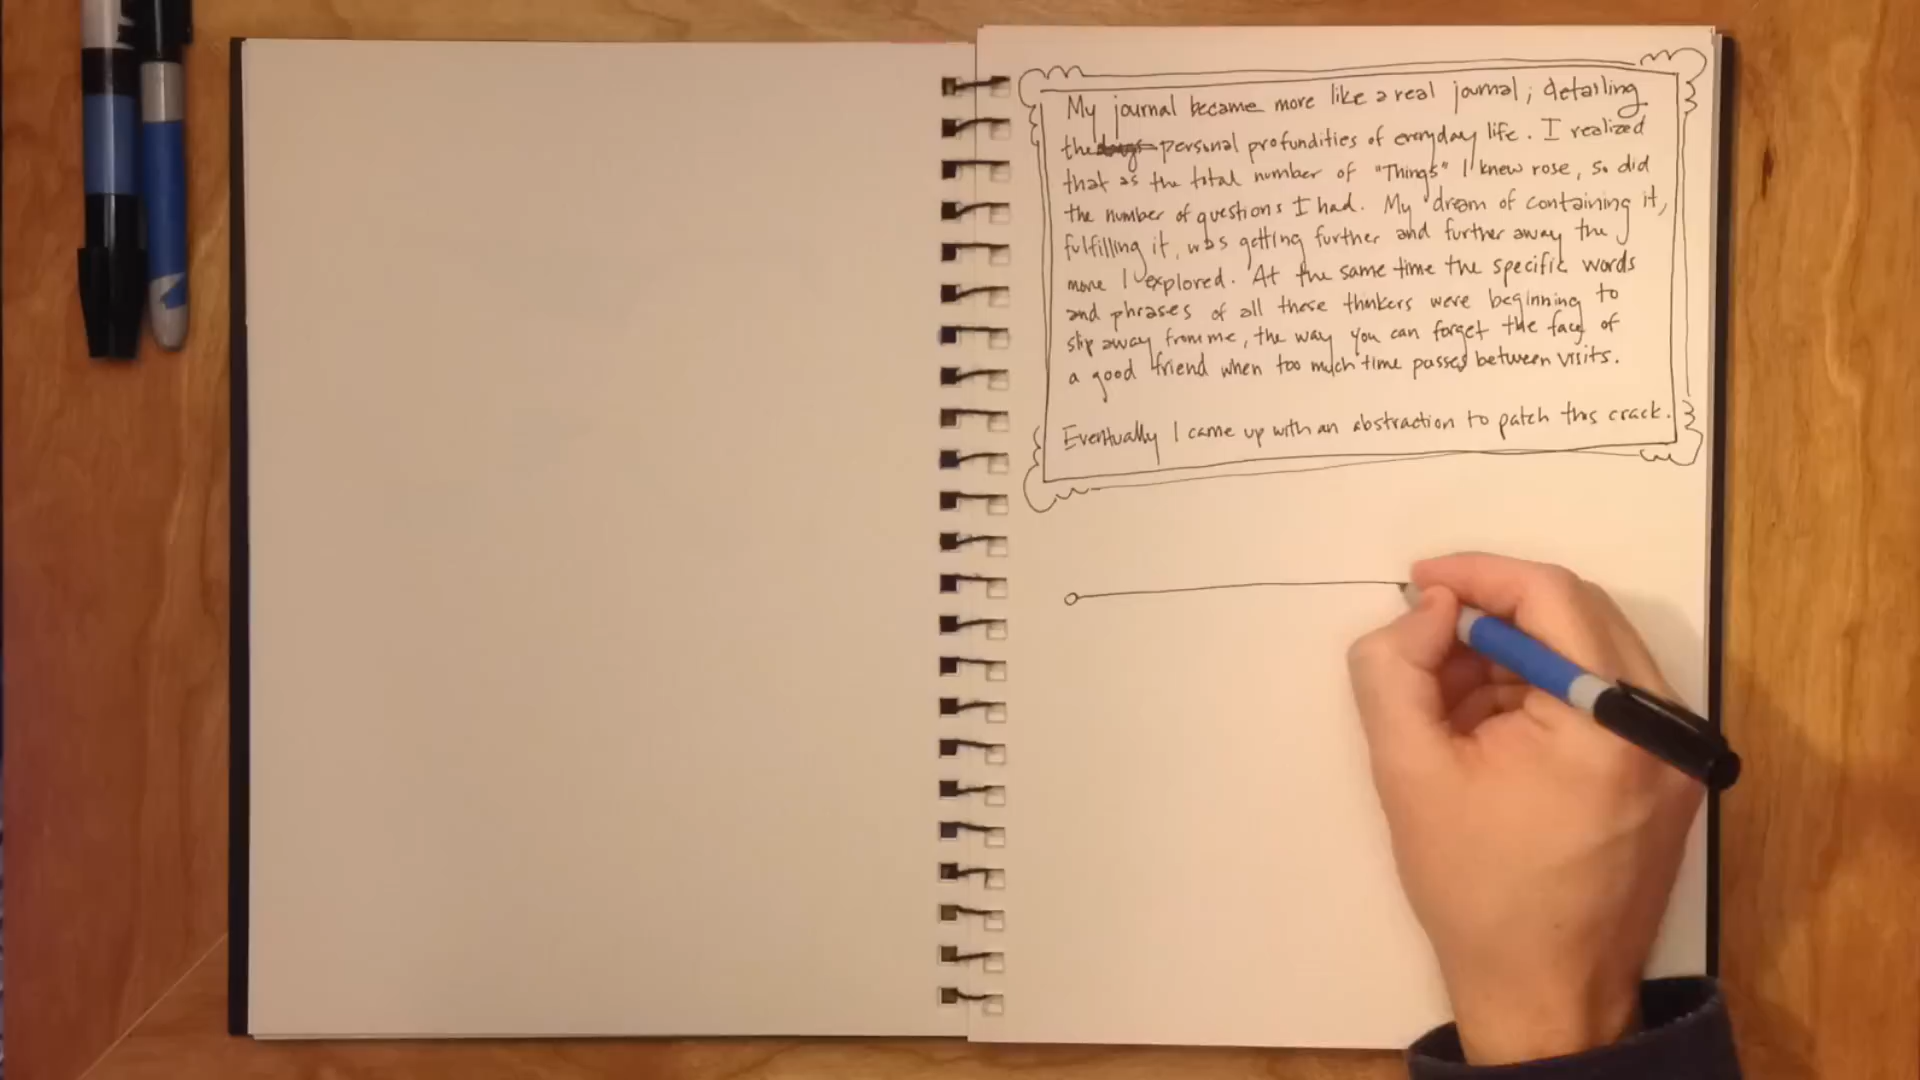 My journal became more like a real journal, detailing
the personal profundities of everyday life. I realized
that as the total number of "Things" I knew rose, so did
the number of questions I had. My dream of containing it,
fulfilling it, was getting further and further away the
more I explored. At the same time the specific words
and phrases of all these thinkers were beginning to
slip away from me, the way you can forget the face of
a good friend when too much time passes between visits.
Eventually I came up with an abstraction to patch this crack.